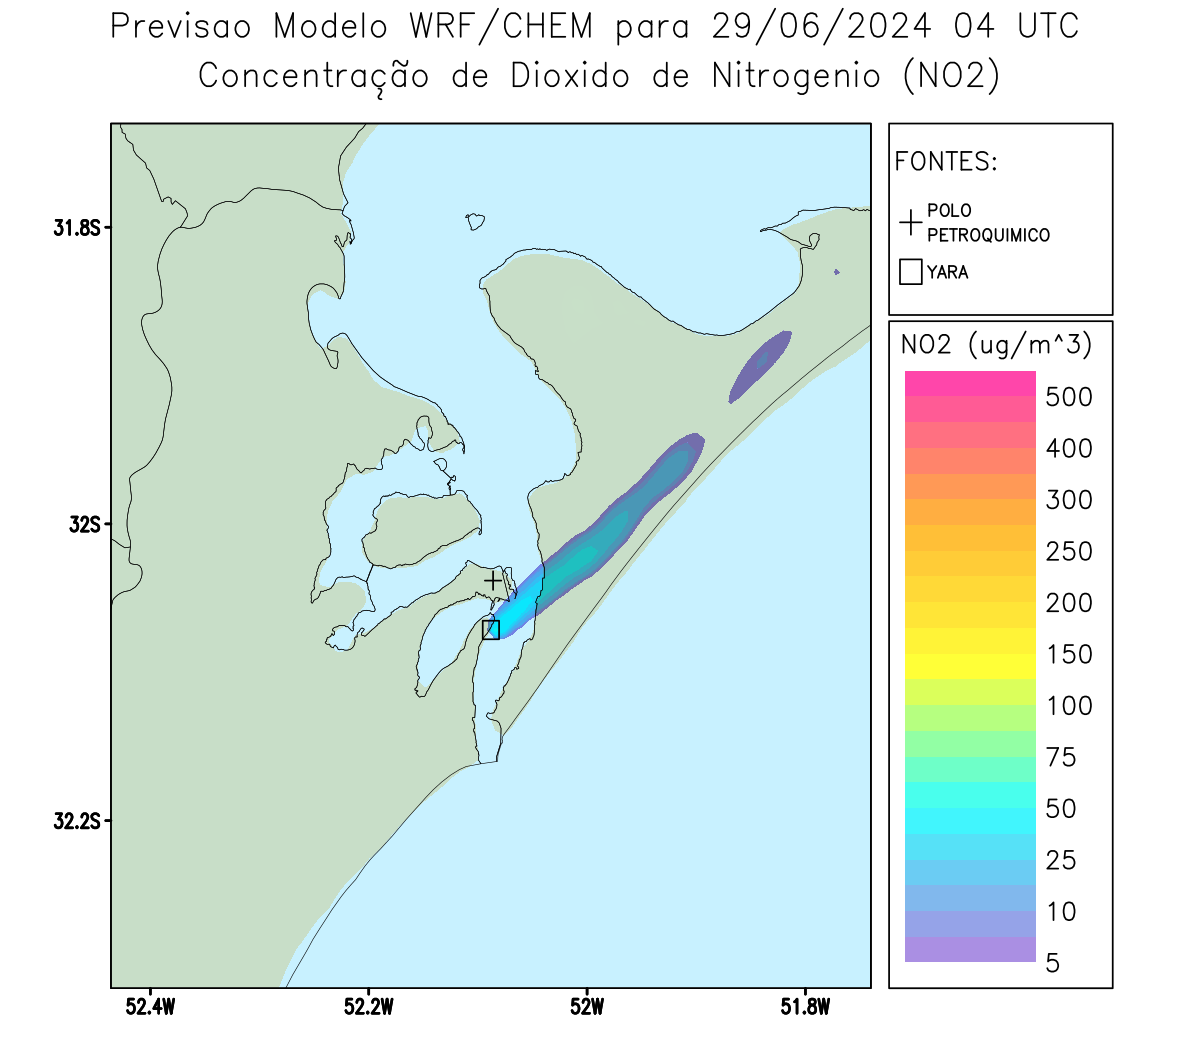 Previsao Modelo WRF/CHEM para 29/06/2024 04 UTC
Concentração de Dioxido de Nitrogenio (NO2)
FONTES:
POLO
PETROQUIMICO
YARA
NO2 (ug/m^3)
500
400
300
250
200
150
100
75
50
25
10
5
31.8S
32S
32.2S
52.4W
52.2W
52W
51.8W